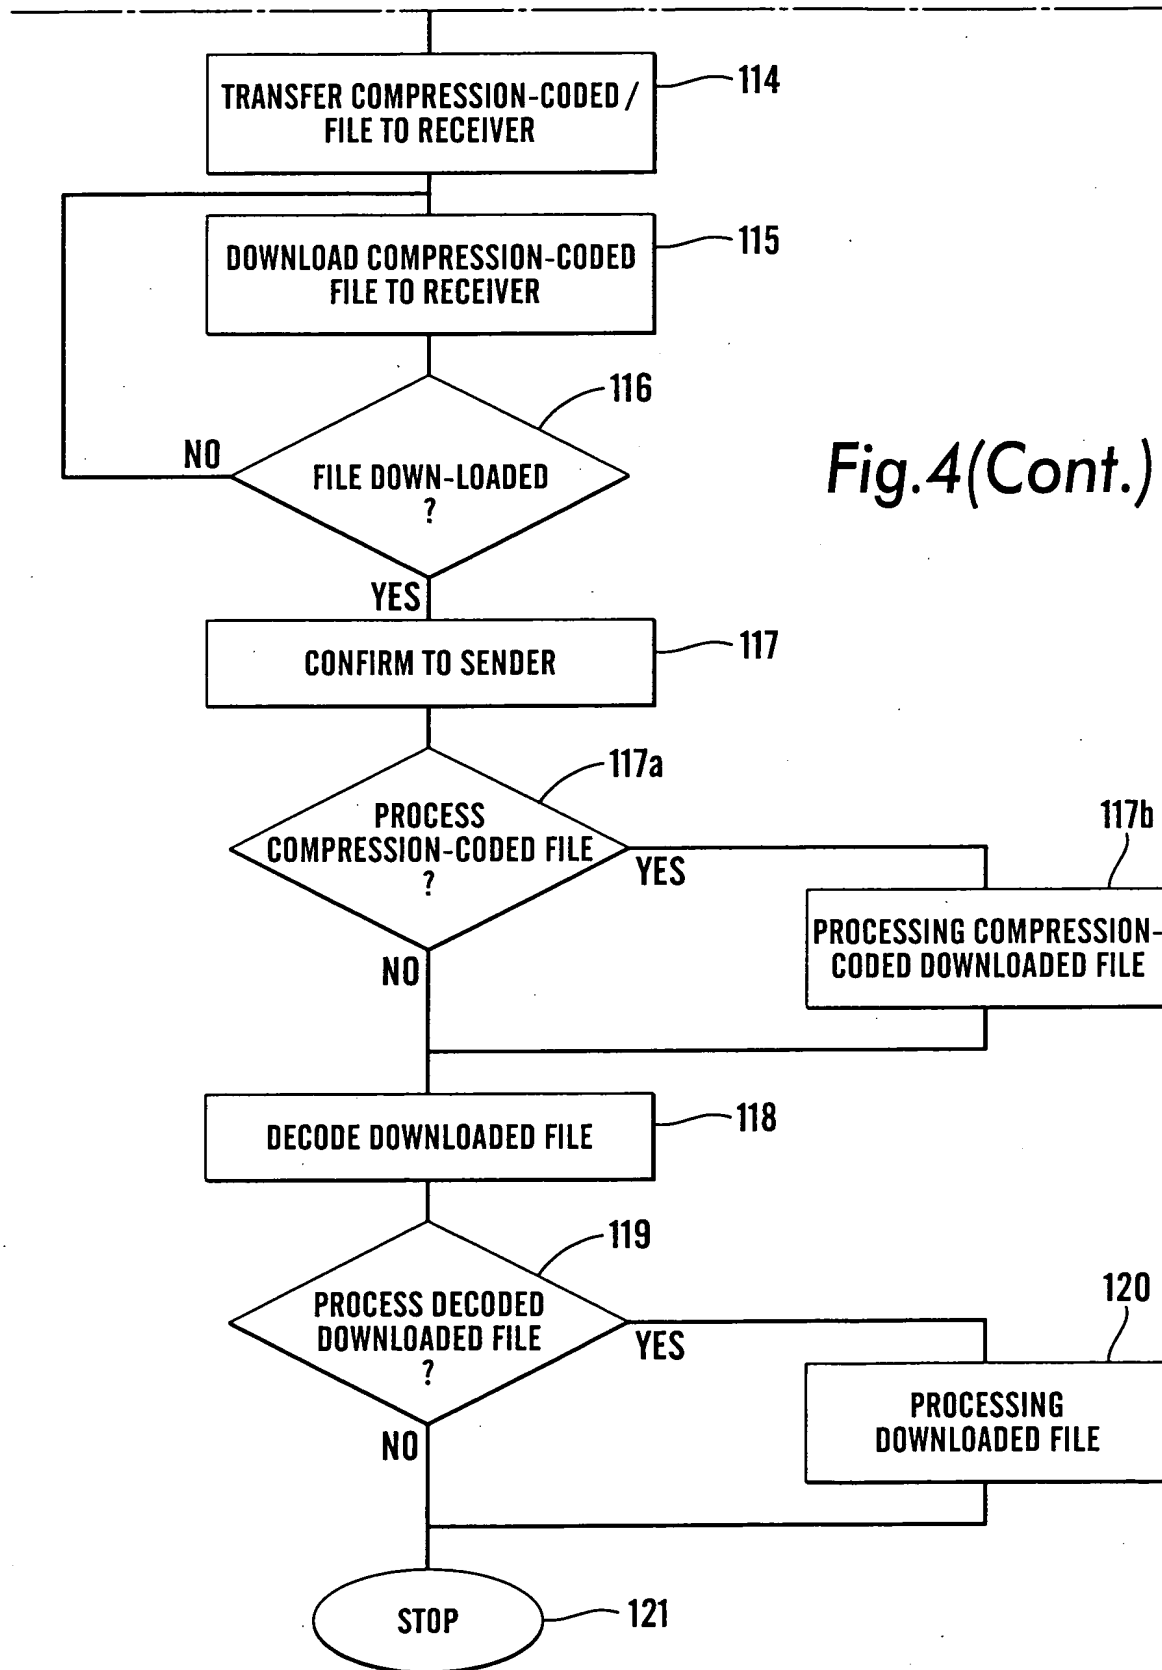 TRANSFER COMPRESSION-CODED /
FILE TO RECEIVER
114
DOWNLOAD COMPRESSION-CODED
FILE TO RECEIVER
115
116
NO
FILE DOWN-LOADED
?
Fig.4(Cont.)
YES
CONFIRM TO SENDER
117
117a
PROCESS
COMPRESSION-CODED FILE
?
YES
117b
PROCESSING COMPRESSION-
CODED DOWNLOADED FILE
NO
DECODE DOWNLOADED FILE
118
119
PROCESS DECODED
DOWNLOADED FILE
?
YES
120
PROCESSING
DOWNLOADED FILE
NO
STOP
121